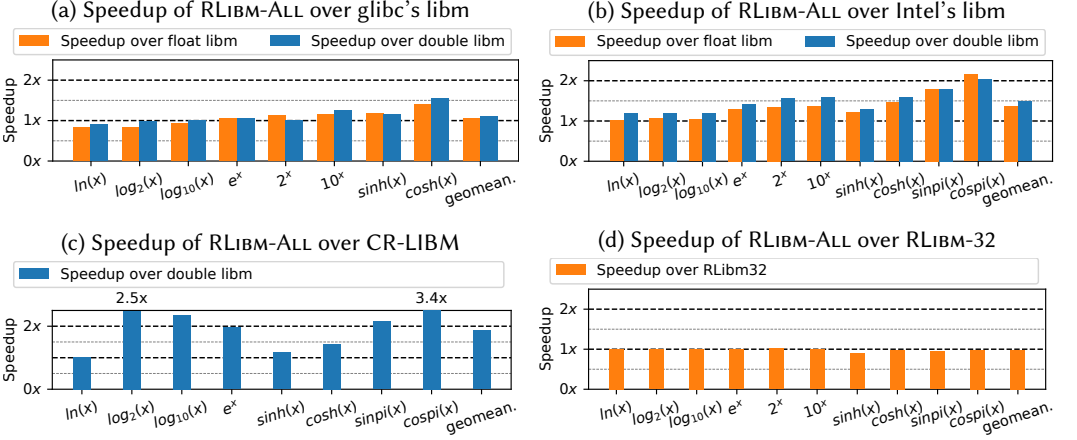 (a) Speedup of RLIBM-ALL over glibc's libm
Speedup over float libm
Speedup over double libm
Speedup
2x
1x
0x
ln(x)
log2(x)
log10(x)
e^x
2^x
10^x
sinh(x)
cosh(x)
geomean.
(b) Speedup of RLIBM-ALL over Intel's libm
Speedup over float libm
Speedup over double libm
Speedup
2x
1x
0x
ln(x)
log2(x)
log10(x)
e^x
2^x
10^x
sinh(x)
cosh(x)
sinpi(x)
cospi(x)
geomean.
(c) Speedup of RLIBM-ALL over CR-LIBM
Speedup over double libm
2.5x
3.4x
Speedup
2x
1x
0x
ln(x)
log2(x)
log10(x)
e^x
sinh(x)
cosh(x)
sinpi(x)
cospi(x)
geomean.
(d) Speedup of RLIBM-ALL over RLIBM-32
Speedup over RLibm32
Speedup
2x
1x
0x
ln(x)
log2(x)
log10(x)
e^x
2^x
10^x
sinh(x)
cosh(x)
sinpi(x)
cospi(x)
geomean.